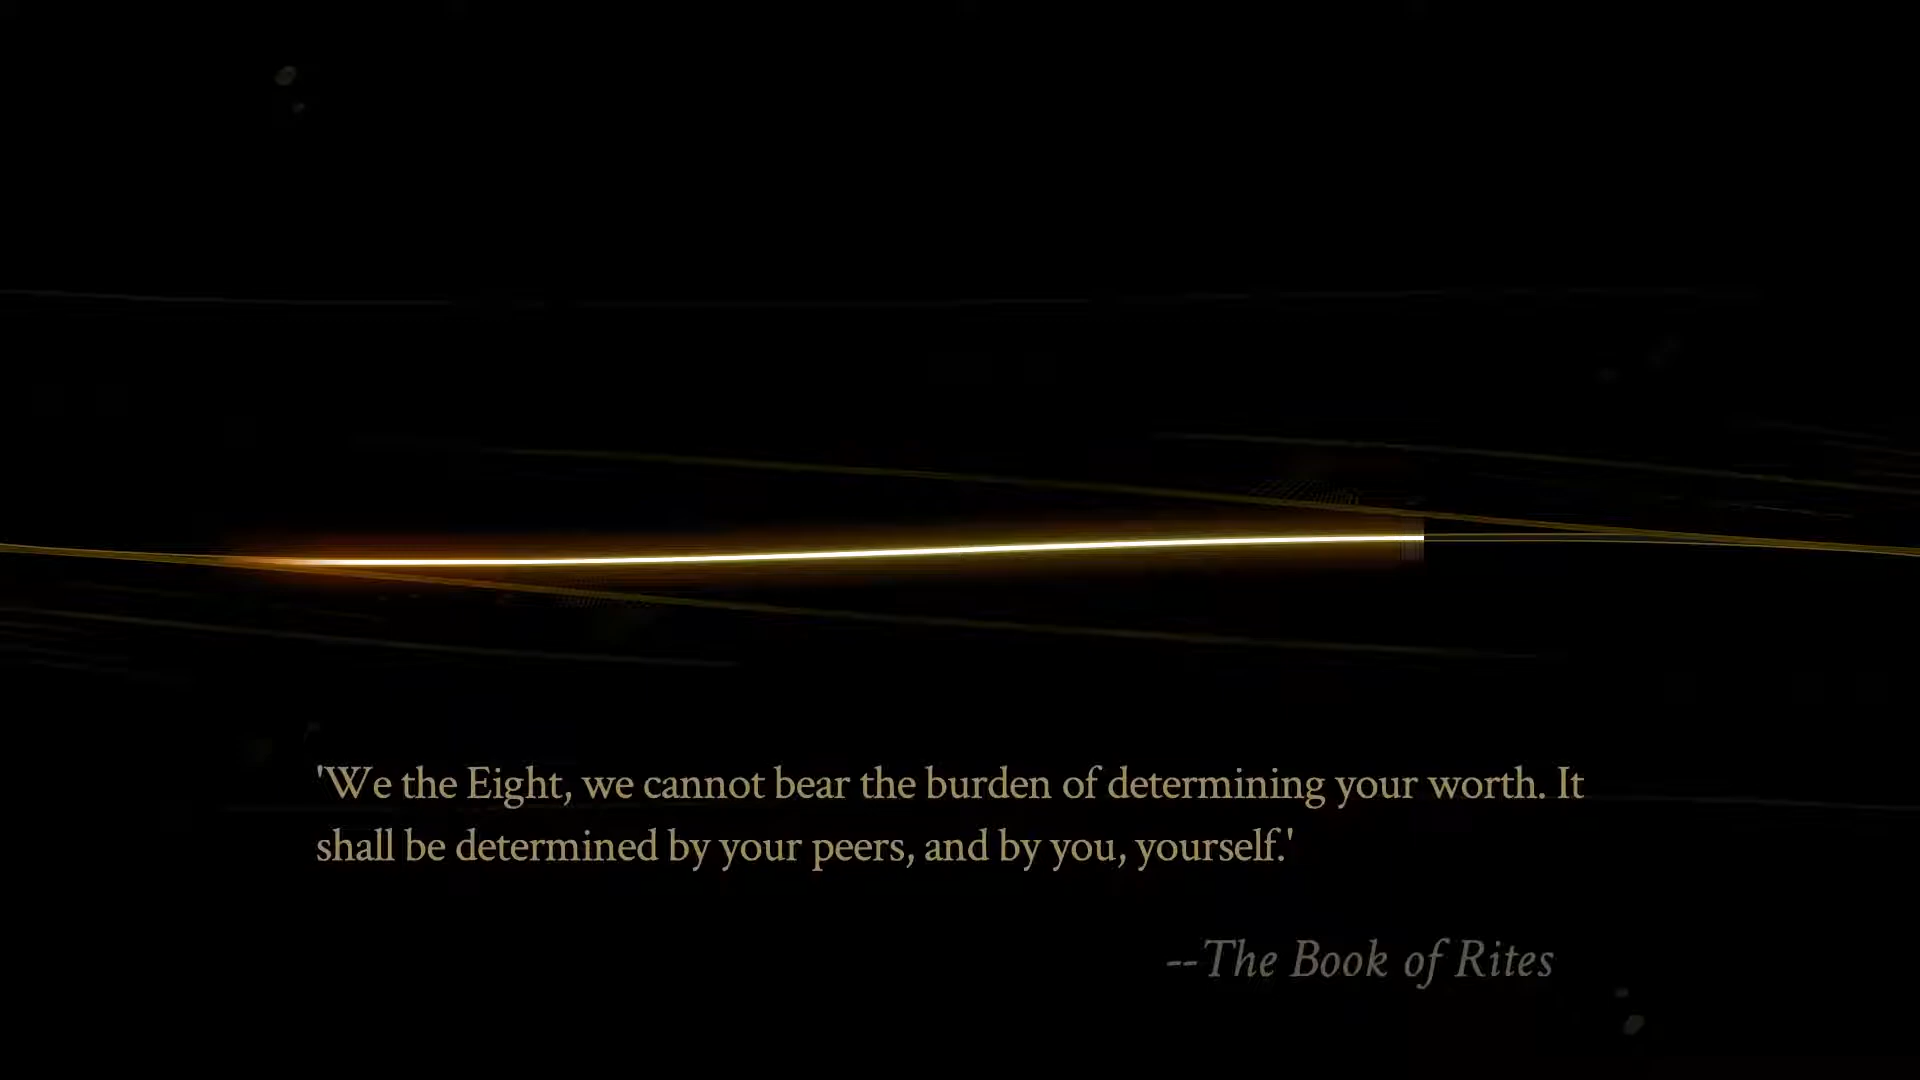 'We the Eight, we cannot bear the burden of determining your worth. It
shall be determined by your peers, and by you, yourself.'
--The Book of Rites